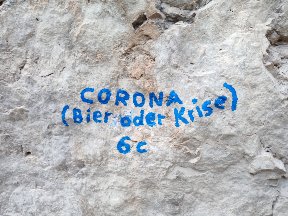 CORONA
(Bier oder Krise)
6c